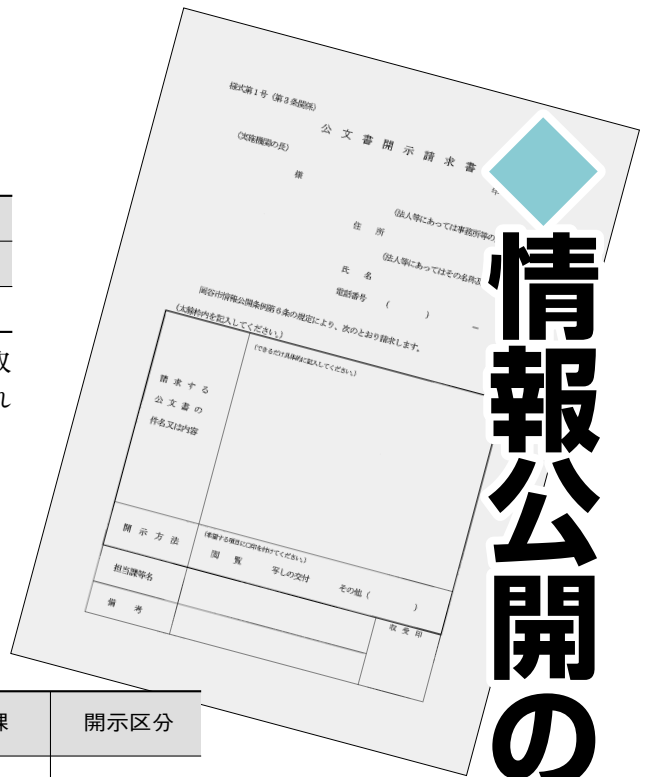 様式第1号（第3条関係）
公文書開示請求書
（実施機関の長）
様
（法人等にあっては事務所等の
住所
（法人等にあってはその名称及
氏名
電話番号 （ ） －
岡谷市情報公開条例第6条の規定により、次のとおり請求します。
（太線枠内を記入してください。）
請求する
公文書の
件名又は内容
（できるだけ具体的に記入してください。）
開示方法
（希望する項目に○印を付けてください。）
閲覧 写しの交付 その他（ ）
担当課等名
備考
収受印
◆情報公開の
れ
課
開示区分